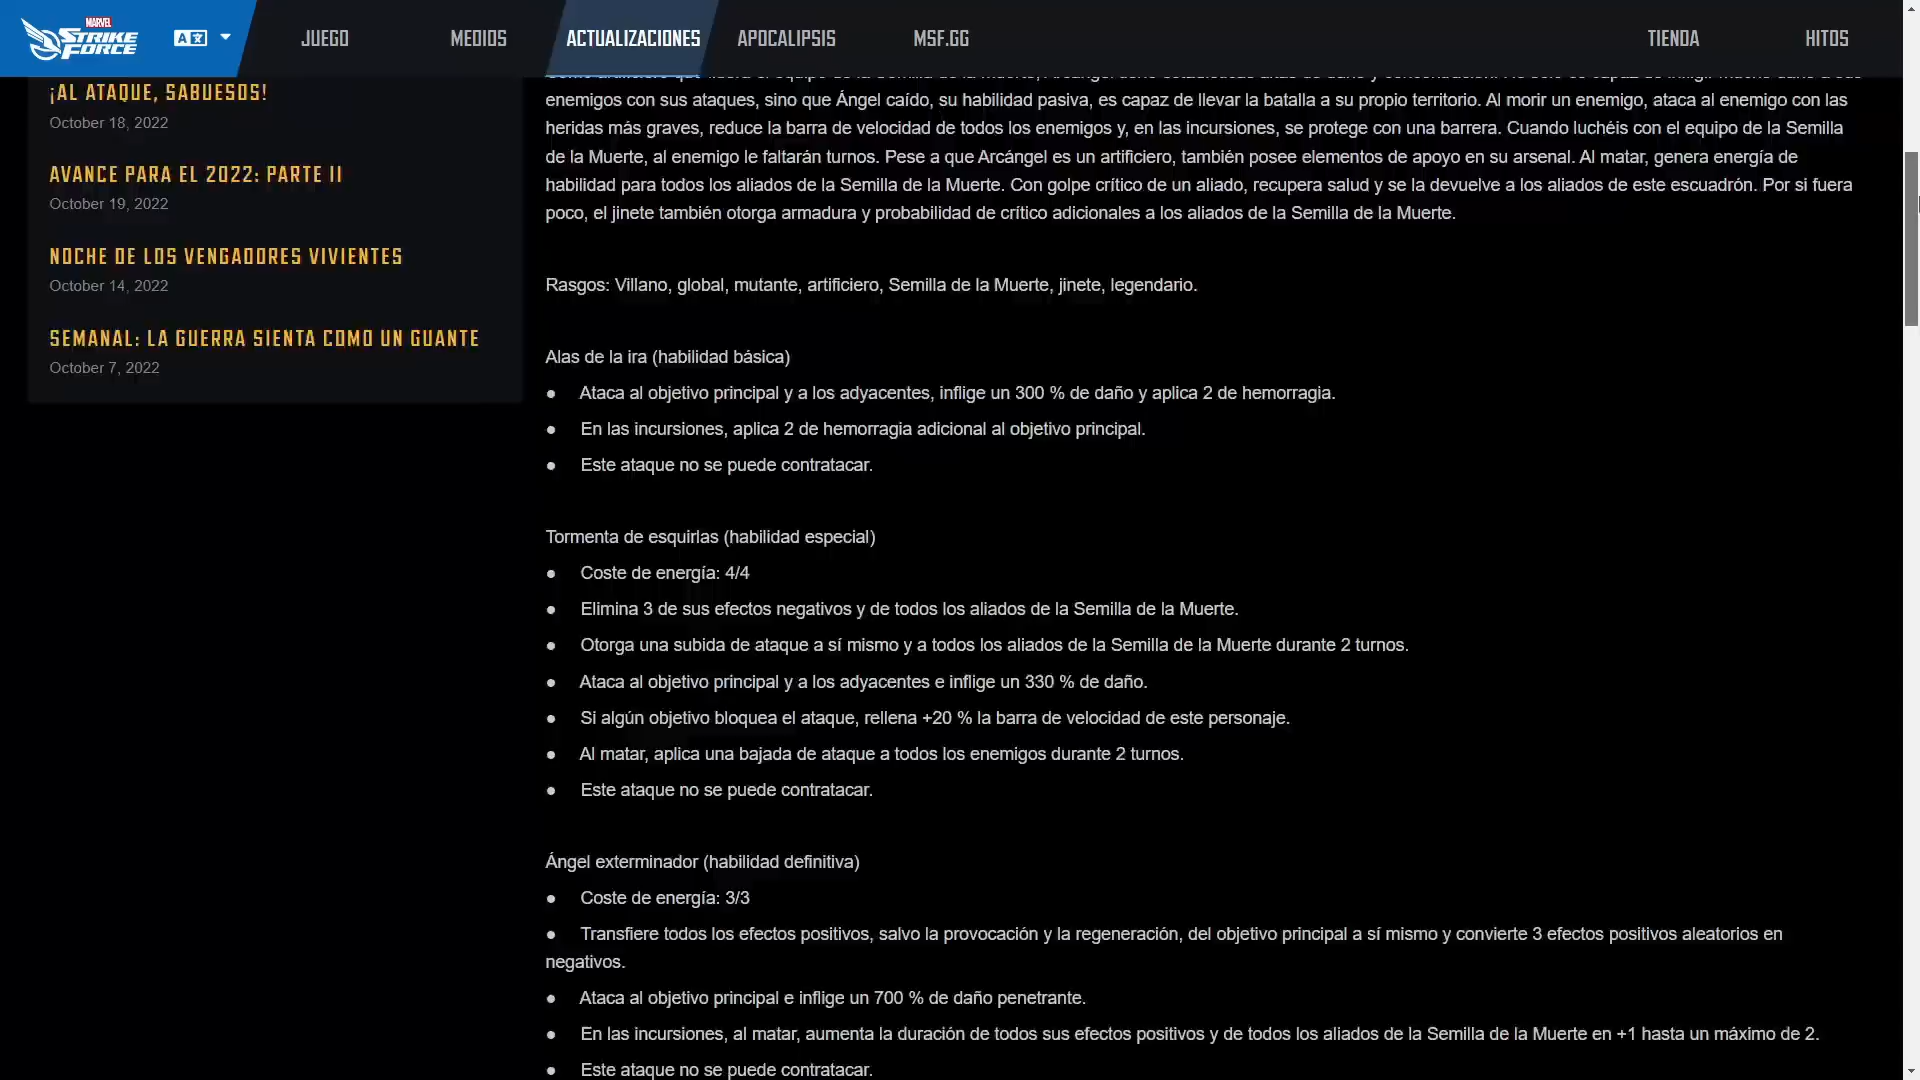 MARVEL
STRIKE
FORCE
A
JUEGO
MEDIOS
ACTUALIZACIONES
APOCALIPSIS
MSF.GG
TIENDA
HITOS
¡AL ATAQUE, SABUESOS!
October 18, 2022
AVANCE PARA EL 2022: PARTE II
October 19, 2022
NOCHE DE LOS VENGADORES VIVIENTES
October 14, 2022
SEMANAL: LA GUERRA SIENTA COMO UN GUANTE
October 7, 2022
enemigos con sus ataques, sino que Ángel caído, su habilidad pasiva, es capaz de llevar la batalla a su propio territorio. Al morir un enemigo, ataca al enemigo con las
heridas más graves, reduce la barra de velocidad de todos los enemigos y, en las incursiones, se protege con una barrera. Cuando luchéis con el equipo de la Semilla
de la Muerte, al enemigo le faltarán turnos. Pese a que Arcángel es un artificiero, también posee elementos de apoyo en su arsenal. Al matar, genera energía de
habilidad para todos los aliados de la Semilla de la Muerte. Con golpe crítico de un aliado, recupera salud y se la devuelve a los aliados de este escuadrón. Por si fuera
poco, el jinete también otorga armadura y probabilidad de crítico adicionales a los aliados de la Semilla de la Muerte.
Rasgos: Villano, global, mutante, artificiero, Semilla de la Muerte, jinete, legendario.
Alas de la ira (habilidad básica)
● Ataca al objetivo principal y a los adyacentes, inflige un 300 % de daño y aplica 2 de hemorragia.
● En las incursiones, aplica 2 de hemorragia adicional al objetivo principal.
● Este ataque no se puede contratacar.
Tormenta de esquirlas (habilidad especial)
● Coste de energía: 4/4
● Elimina 3 de sus efectos negativos y de todos los aliados de la Semilla de la Muerte.
● Otorga una subida de ataque a sí mismo y a todos los aliados de la Semilla de la Muerte durante 2 turnos.
● Ataca al objetivo principal y a los adyacentes e inflige un 330 % de daño.
● Si algún objetivo bloquea el ataque, rellena +20 % la barra de velocidad de este personaje.
● Al matar, aplica una bajada de ataque a todos los enemigos durante 2 turnos.
● Este ataque no se puede contratacar.
Ángel exterminador (habilidad definitiva)
● Coste de energía: 3/3
● Transfiere todos los efectos positivos, salvo la provocación y la regeneración, del objetivo principal a sí mismo y convierte 3 efectos positivos aleatorios en
negativos.
● Ataca al objetivo principal e inflige un 700 % de daño penetrante.
● En las incursiones, al matar, aumenta la duración de todos sus efectos positivos y de todos los aliados de la Semilla de la Muerte en +1 hasta un máximo de 2.
● Este ataque no se puede contratacar.